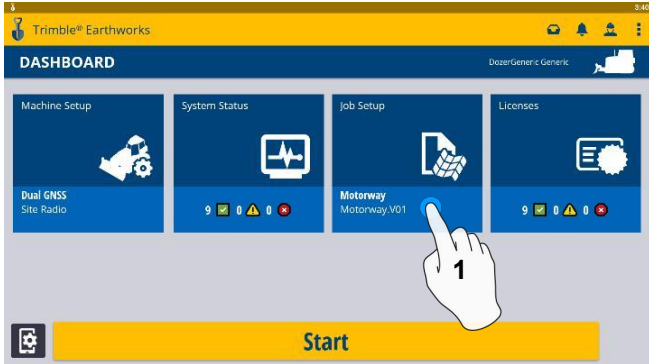 3:40
Trimble® Earthworks
DASHBOARD
DozerGeneric Generic
Machine Setup
System Status
Job Setup
Licenses
Dual GNSS
Site Radio
9 0 0
Motorway
Motorway.V01
9 0 0
1
Start